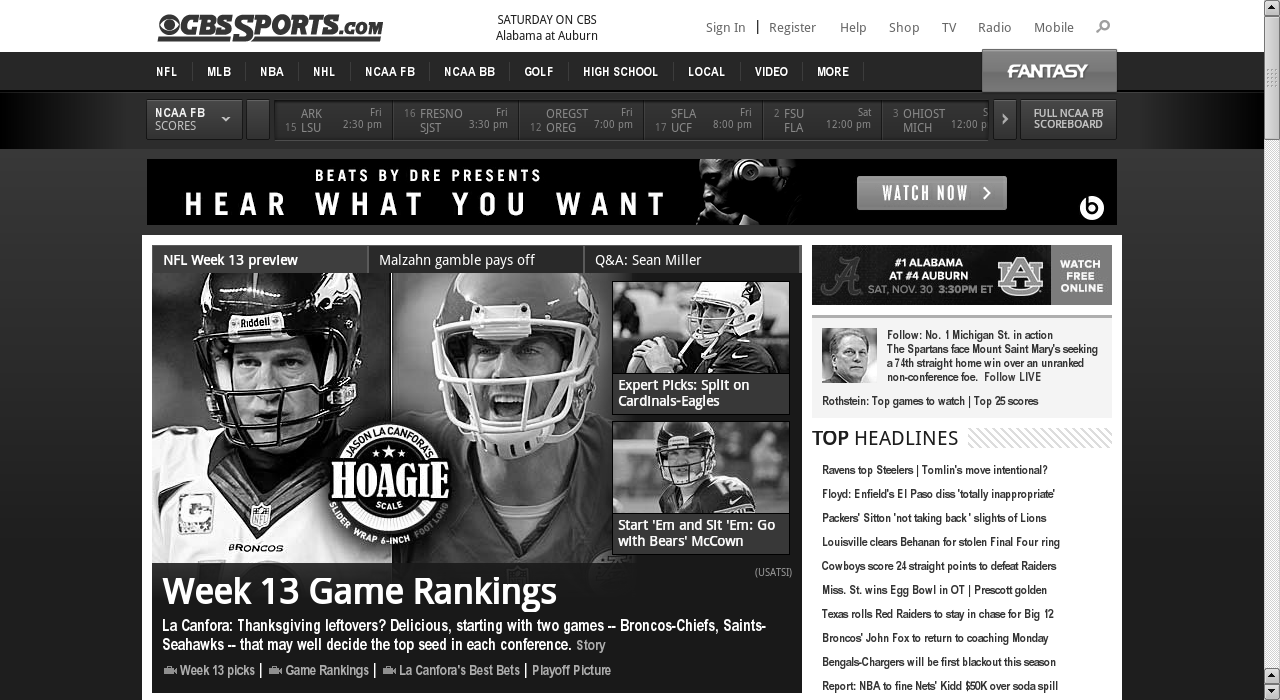 CBSSPORTS.COM
SATURDAY ON CBS
Alabama at Auburn
Sign In | Register Help Shop TV Radio Mobile
NFL MLB NBA NHL NCAA FB NCAA BB GOLF HIGH SCHOOL LOCAL VIDEO MORE FANTASY
NCAA FB
SCORES
ARK Fri
15 LSU 2:30 pm
16 FRESNO Fri
SJST 3:30 pm
OREGST Fri
12 OREG 7:00 pm
SFLA Fri
17 UCF 8:00 pm
2 FSU Sat
FLA 12:00 pm
3 OHIOST S
MICH 12:00 p
FULL NCAA FB
SCOREBOARD
BEATS BY DRE PRESENTS
HEAR WHAT YOU WANT
WATCH NOW
b
NFL Week 13 preview
Malzahn gamble pays off
Q&A: Sean Miller
Riddell
NFL
BRONCOS
JASON LA CANFORA'S
HOAGIE
SCALE
SLIDER WRAP 6-INCH FOOT LONG
Expert Picks: Split on
Cardinals-Eagles
Start 'Em and Sit 'Em: Go
with Bears' McCown
(USATSI)
Week 13 Game Rankings
La Canfora: Thanksgiving leftovers? Delicious, starting with two games -- Broncos-Chiefs, Saints-
Seahawks -- that may well decide the top seed in each conference. Story
Week 13 picks | Game Rankings | La Canfora's Best Bets | Playoff Picture
#1 ALABAMA
AT #4 AUBURN
SAT, NOV. 30 3:30PM ET
WATCH
FREE
ONLINE
Follow: No. 1 Michigan St. in action
The Spartans face Mount Saint Mary's seeking
a 74th straight home win over an unranked
non-conference foe. Follow LIVE
Rothstein: Top games to watch | Top 25 scores
TOP HEADLINES
Ravens top Steelers | Tomlin's move intentional?
Floyd: Enfield's El Paso diss 'totally inappropriate'
Packers' Sitton 'not taking back' slights of Lions
Louisville clears Behanan for stolen Final Four ring
Cowboys score 24 straight points to defeat Raiders
Miss. St. wins Egg Bowl in OT | Prescott golden
Texas rolls Red Raiders to stay in chase for Big 12
Broncos' John Fox to return to coaching Monday
Bengals-Chargers will be first blackout this season
Report: NBA to fine Nets' Kidd $50K over soda spill